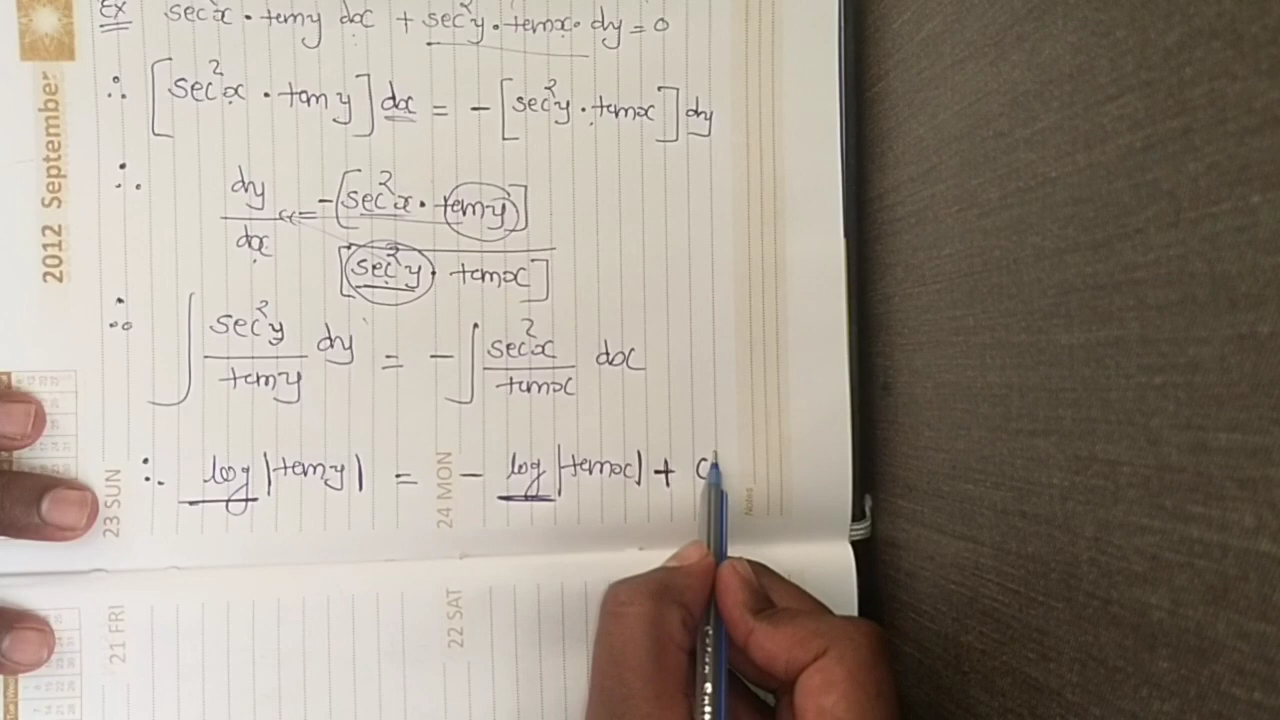 Ex sec²x · tany dx + sec²y · tanx · dy = 0
∴ [sec²x · tany] dx = - [sec²y · tanx] dy
∴ dy/dx = -[sec²x · tany] / [sec²y · tanx]
∴ ∫ sec²y/tany dy = - ∫ sec²x/tanx dx
∴ log |tany| = - log |tanx| + C
2012 September
23 SUN
24 MON
Notes
21 FRI
22 SAT